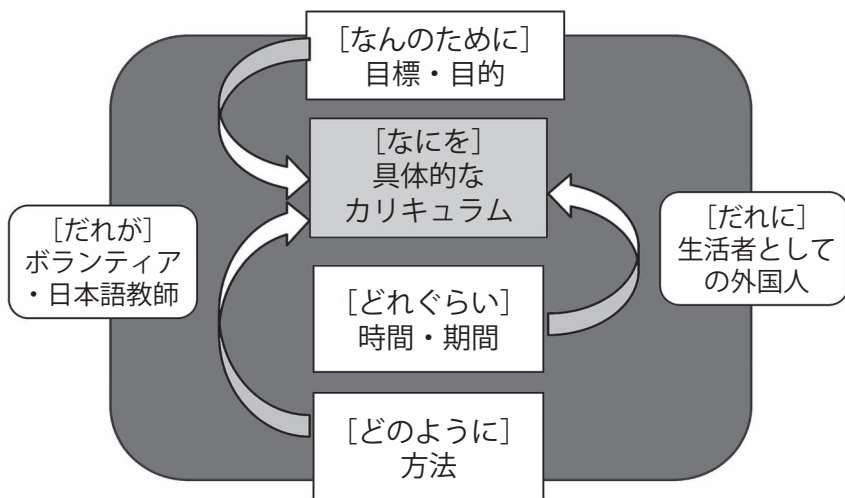 ［なんのために］
目標・目的
［なにを］
具体的な
カリキュラム
［だれが］
ボランティア
・日本語教師
［だれに］
生活者として
の外国人
［どれぐらい］
時間・期間
［どのように］
方法